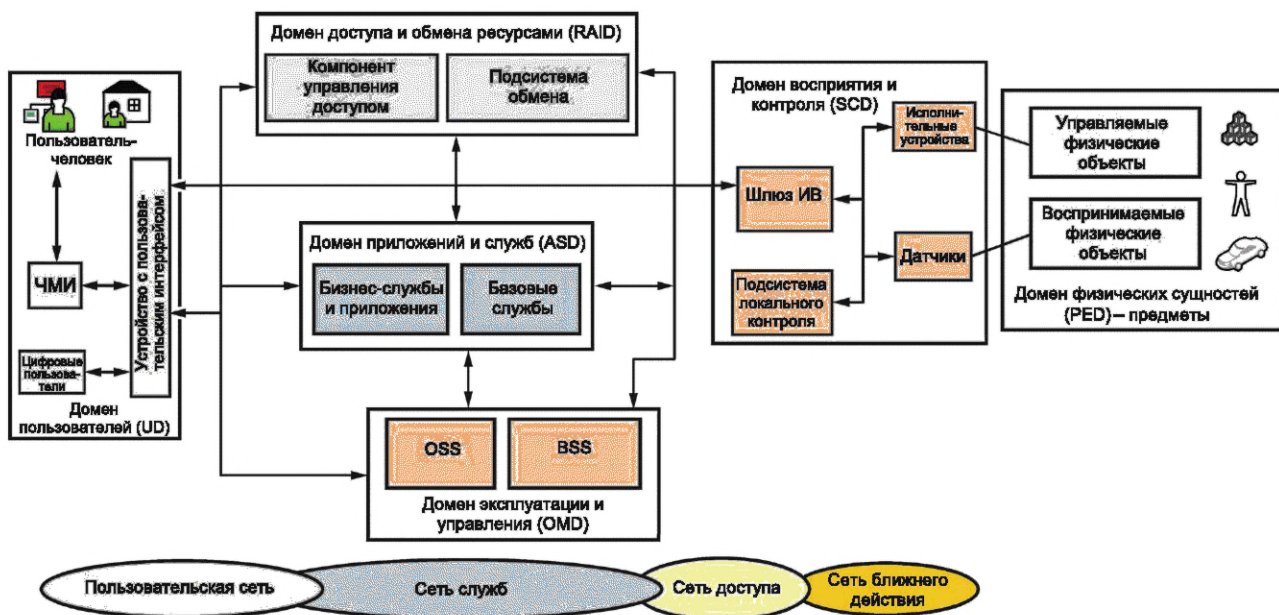 Домен доступа и обмена ресурсами (RAID)
Компонент
управления
доступом
Подсистема
обмена
Пользователь-
человек
ЧМИ
Цифровые
пользова-
тели
Устройство с пользова-
тельским интерфейсом
Домен
пользователей (UD)
Домен приложений и служб (ASD)
Бизнес-службы
и приложения
Базовые
службы
OSS
BSS
Домен эксплуатации и
управления (OMD)
Домен восприятия и
контроля (SCD)
Исполни-
тельные
устройства
Шлюз ИВ
Датчики
Подсистема
локального
контроля
Управляемые
физические
объекты
Воспринимаемые
физические
объекты
Домен физических сущностей
(PED) – предметы
Пользовательская сеть
Сеть служб
Сеть доступа
Сеть ближнего
действия